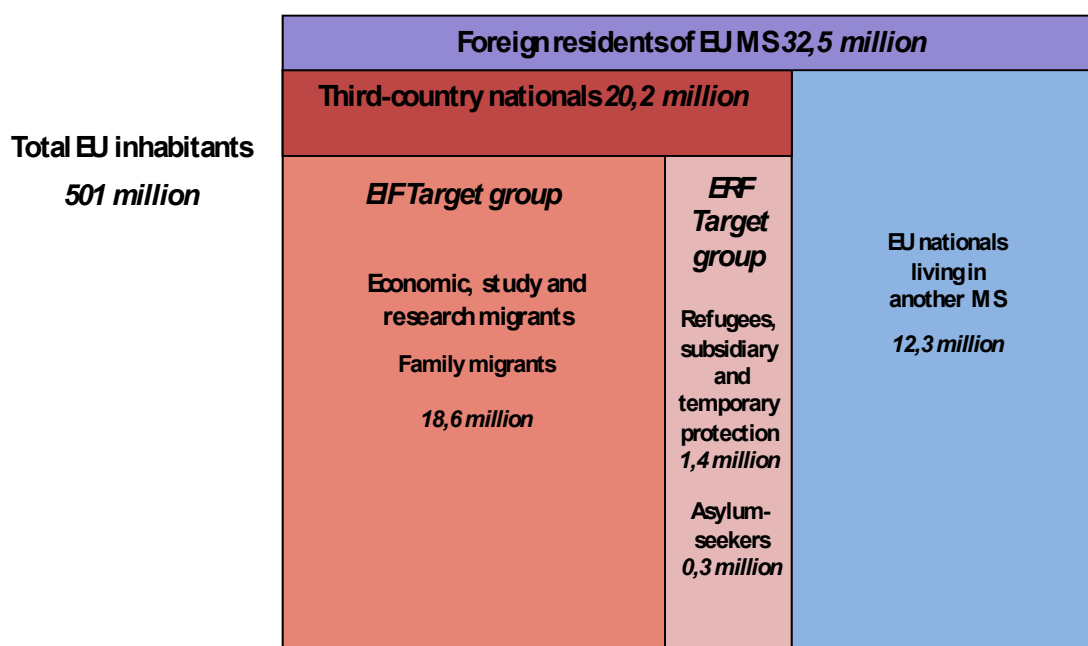 Foreign residents of EU MS 32,5 million
Third-country nationals 20,2 million
Total EU inhabitants
501 million
EIF Target group
Economic, study and
research migrants
Family migrants
18,6 million
ERF
Target
group
Refugees,
subsidiary
and
temporary
protection
1,4 million
Asylum-
seekers
0,3 million
EU nationals
living in
another MS
12,3 million